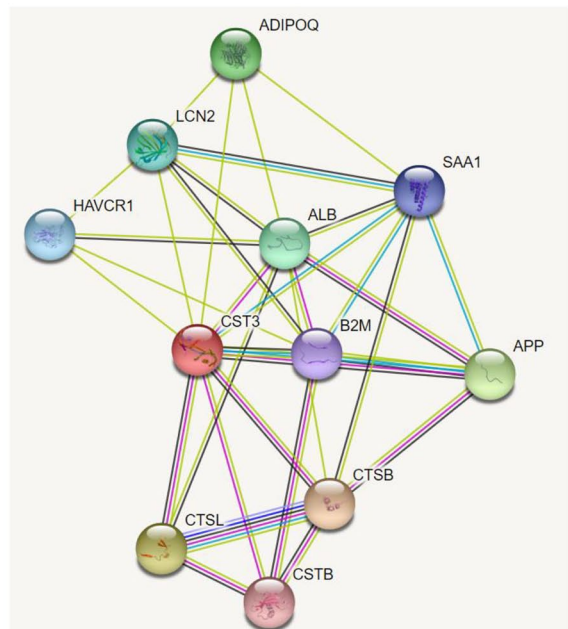 ADIPOQ
LCN2
SAA1
HAVCR1
ALB
CST3
B2M
APP
CTSB
CTSL
CSTB